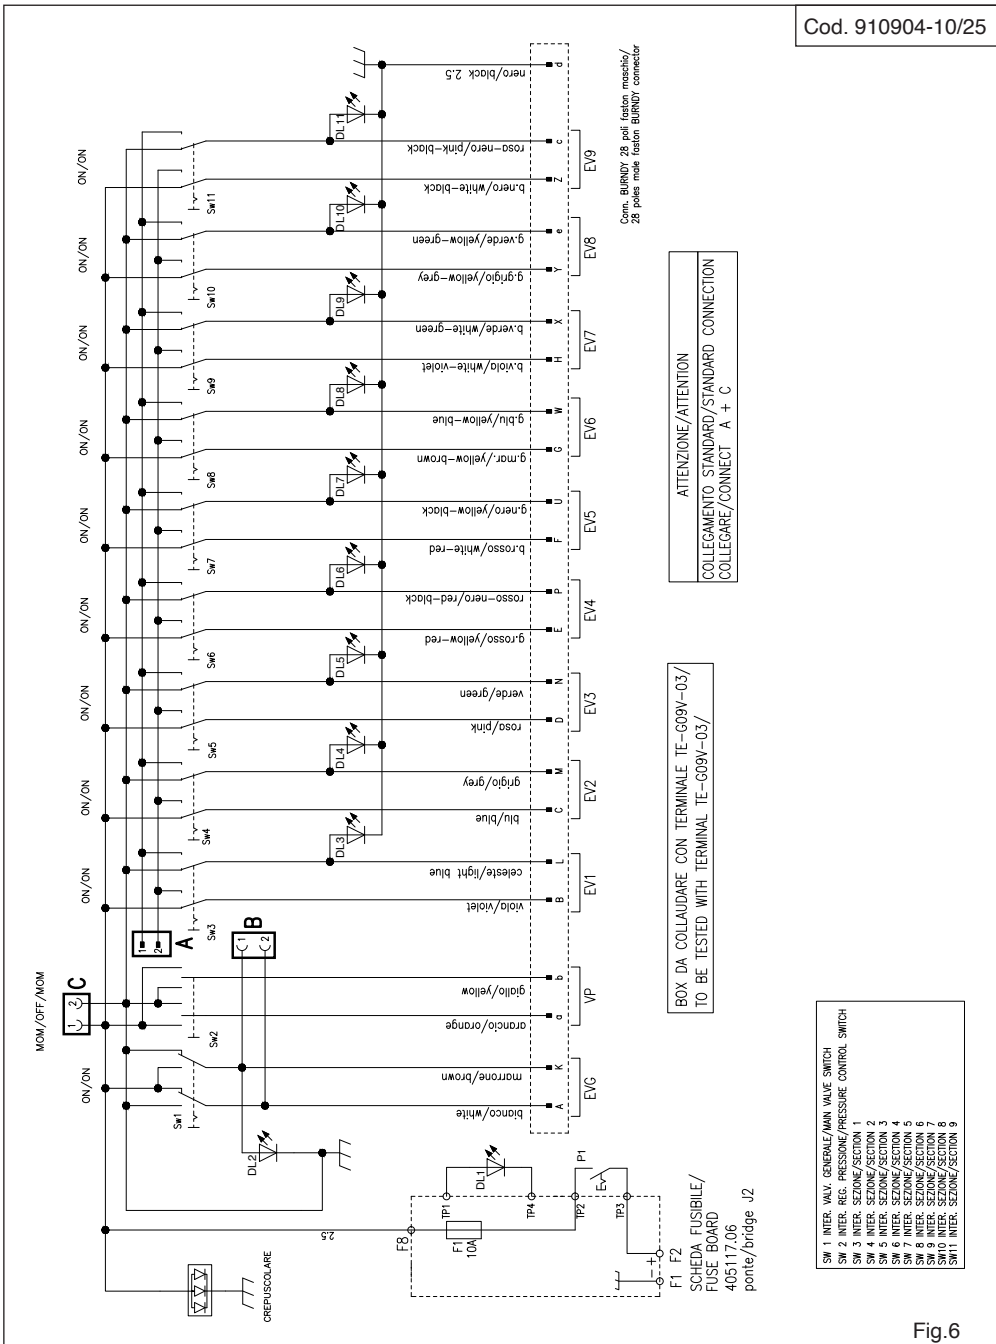 Cod. 910904-10/25
MOM/OFF/MOM
ON/ON
ON/ON
ON/ON
ON/ON
ON/ON
ON/ON
ON/ON
ON/ON
ON/ON
ON/ON
C
1
2
A
1
2
B
1
2
Sw1
Sw2
Sw3
Sw4
Sw5
Sw6
Sw7
Sw8
Sw9
Sw10
Sw11
DL1
DL2
DL3
DL4
DL5
DL6
DL7
DL8
DL9
DL10
DL11
bianco/white
marrone/brown
arancio/orange
giallo/yellow
viola/violet
celeste/light blue
blu/blue
grigio/grey
rosa/pink
verde/green
g.rosso/yellow-red
rosso-nero/red-black
b.rosso/white-red
g.nero/yellow-black
g.mar./yellow-brown
g.blu/yellow-blue
b.viola/white-violet
b.verde/white-green
g.grigio/yellow-grey
g.verde/yellow-green
b.nero/white-black
rosa-nero/pink-black
nero/black 2.5
A
K
a
b
B
L
C
M
D
N
E
P
F
U
G
W
H
X
Y
e
Z
c
d
EVG
VP
EV1
EV2
EV3
EV4
EV5
EV6
EV7
EV8
EV9
Conn. BURNDY 28 poli faston maschio/
28 poles male faston BURNDY connector
ATTENZIONE/ATTENTION
COLLEGAMENTO STANDARD/STANDARD CONNECTION
COLLEGARE/CONNECT A + C
BOX DA COLLAUDARE CON TERMINALE TE-G09V-03/
TO BE TESTED WITH TERMINAL TE-G09V-03/
CREPUSCOLARE
2.5
F8
F1
10A
TP1
TP4
TP2
TP3
P1
- +
F1 F2
SCHEDA FUSIBILE/
FUSE BOARD
405117.06
ponte/bridge J2
SW 1 INTER. VALV. GENERALE/MAIN VALVE SWITCH
SW 2 INTER. REG. PRESSIONE/PRESSURE CONTROL SWITCH
SW 3 INTER. SEZIONE/SECTION 1
SW 4 INTER. SEZIONE/SECTION 2
SW 5 INTER. SEZIONE/SECTION 3
SW 6 INTER. SEZIONE/SECTION 4
SW 7 INTER. SEZIONE/SECTION 5
SW 8 INTER. SEZIONE/SECTION 6
SW 9 INTER. SEZIONE/SECTION 7
SW10 INTER. SEZIONE/SECTION 8
SW11 INTER. SEZIONE/SECTION 9
Fig.6